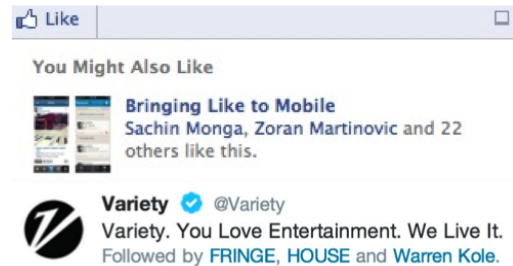 Like
You Might Also Like
Bringing Like to Mobile
Sachin Monga, Zoran Martinovic and 22
others like this.
Variety @Variety
Variety. You Love Entertainment. We Live It.
Followed by FRINGE, HOUSE and Warren Kole.